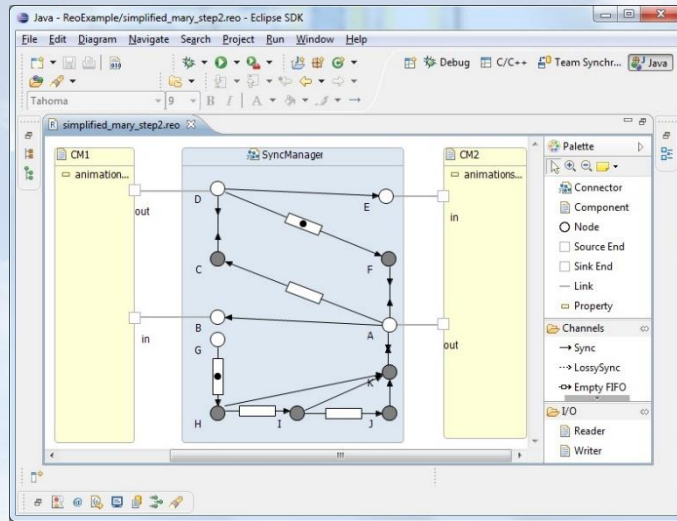 Java - ReoExample/simplified_mary_step2.reo - Eclipse SDK
File Edit Diagram Navigate Search Project Run Window Help
Debug C/C++ Team Synchr... Java
Tahoma 9 B I A
simplified_mary_step2.reo
CM1
animation...
SyncManager
CM2
animations...
D
E
out
in
C
F
B
A
in
G
out
K
H
I
J
Palette
Connector
Component
Node
Source End
Sink End
Link
Property
Channels
Sync
LossySync
Empty FIFO
I/O
Reader
Writer